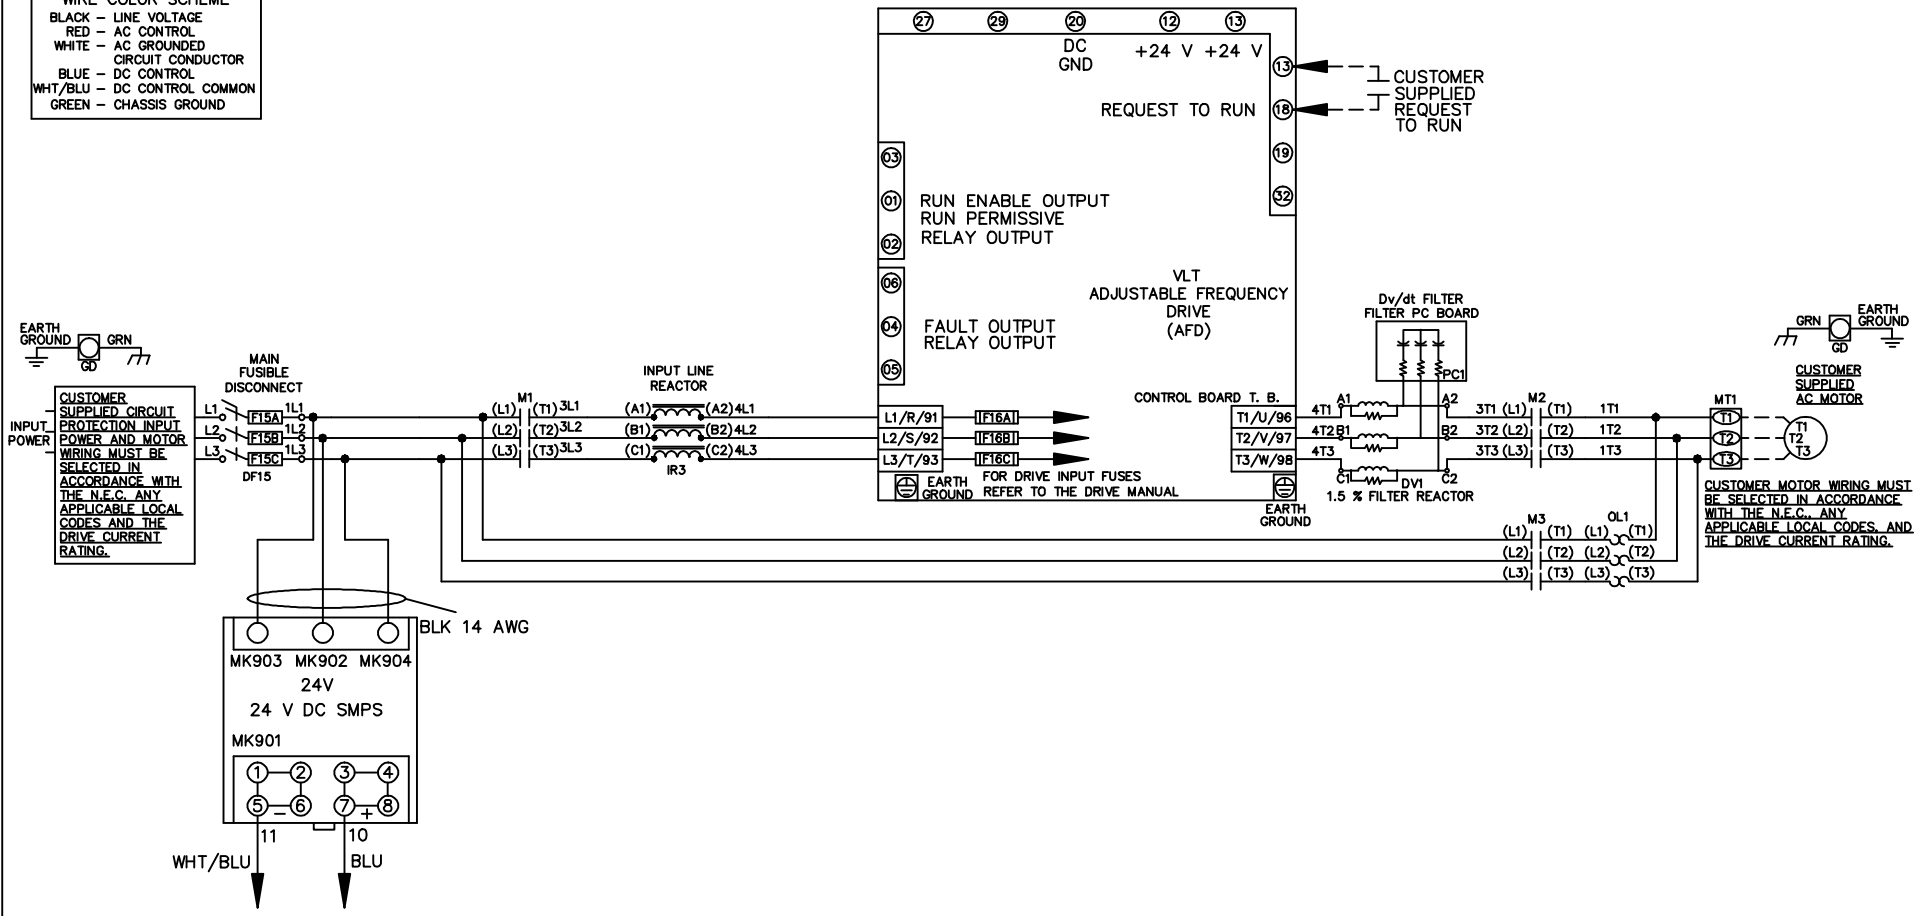 WIRE COLOR SCHEME
BLACK – LINE VOLTAGE
RED – AC CONTROL
WHITE – AC GROUNDED
CIRCUIT CONDUCTOR
BLUE – DC CONTROL
WHT/BLU – DC CONTROL COMMON
GREEN – CHASSIS GROUND
27 29 20 12 13
DC
GND
+24 V +24 V
13
REQUEST TO RUN 18
19
32
CUSTOMER
SUPPLIED
REQUEST
TO RUN
03
01
02
RUN ENABLE OUTPUT
RUN PERMISSIVE
RELAY OUTPUT
06
04
05
FAULT OUTPUT
RELAY OUTPUT
VLT
ADJUSTABLE FREQUENCY
DRIVE
(AFD)
CONTROL BOARD T. B.
EARTH
GROUND
GRN
GD
INPUT
POWER
CUSTOMER
SUPPLIED CIRCUIT
PROTECTION INPUT
POWER AND MOTOR
WIRING MUST BE
SELECTED IN
ACCORDANCE WITH
THE N.E.C. ANY
APPLICABLE LOCAL
CODES AND THE
DRIVE CURRENT
RATING.
MAIN
FUSIBLE
DISCONNECT
L1 F15A 1L1
L2 F15B 1L2
L3 F15C 1L3
DF15
M1
(L1) (T1) 3L1
(L2) (T2) 3L2
(L3) (T3) 3L3
INPUT LINE
REACTOR
(A1) (A2) 4L1
(B1) (B2) 4L2
(C1) (C2) 4L3
IR3
L1/R/91 IF16A
L2/S/92 IF16B
L3/T/93 IF16C
EARTH
GROUND
FOR DRIVE INPUT FUSES
REFER TO THE DRIVE MANUAL
T1/U/96
T2/V/97
T3/W/98
EARTH
GROUND
Dv/dt FILTER
FILTER PC BOARD
PC1
4T1 A1 A2
4T2 B1 B2
4T3
C1 C2
DV1
1.5 % FILTER REACTOR
M2
3T1 (L1) (T1) 1T1
3T2 (L2) (T2) 1T2
3T3 (L3) (T3) 1T3
MT1
T1
T2
T3
T1
T2
T3
GRN
GD
EARTH
GROUND
CUSTOMER
SUPPLIED
AC MOTOR
CUSTOMER MOTOR WIRING MUST
BE SELECTED IN ACCORDANCE
WITH THE N.E.C., ANY
APPLICABLE LOCAL CODES, AND
THE DRIVE CURRENT RATING.
M3 OL1
(L1) (T1) (L1) (T1)
(L2) (T2) (L2) (T2)
(L3) (T3) (L3) (T3)
BLK 14 AWG
MK903 MK902 MK904
24V
24 V DC SMPS
MK901
1 2 3 4
5 6 7 8
– +
11 10
WHT/BLU BLU